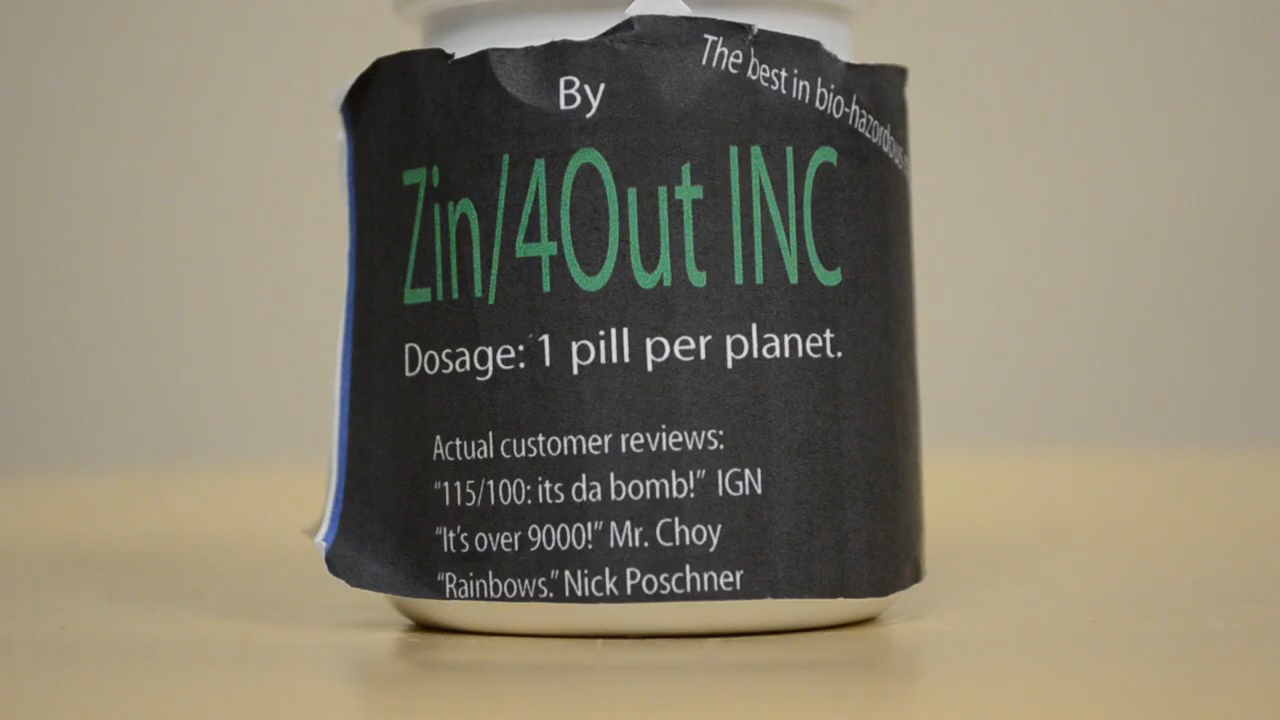 The best in bio-hazordous
By
Zin/4Out INC
Dosage: 1 pill per planet.
Actual customer reviews:
“115/100: its da bomb!” IGN
“It’s over 9000!” Mr. Choy
“Rainbows.” Nick Poschner